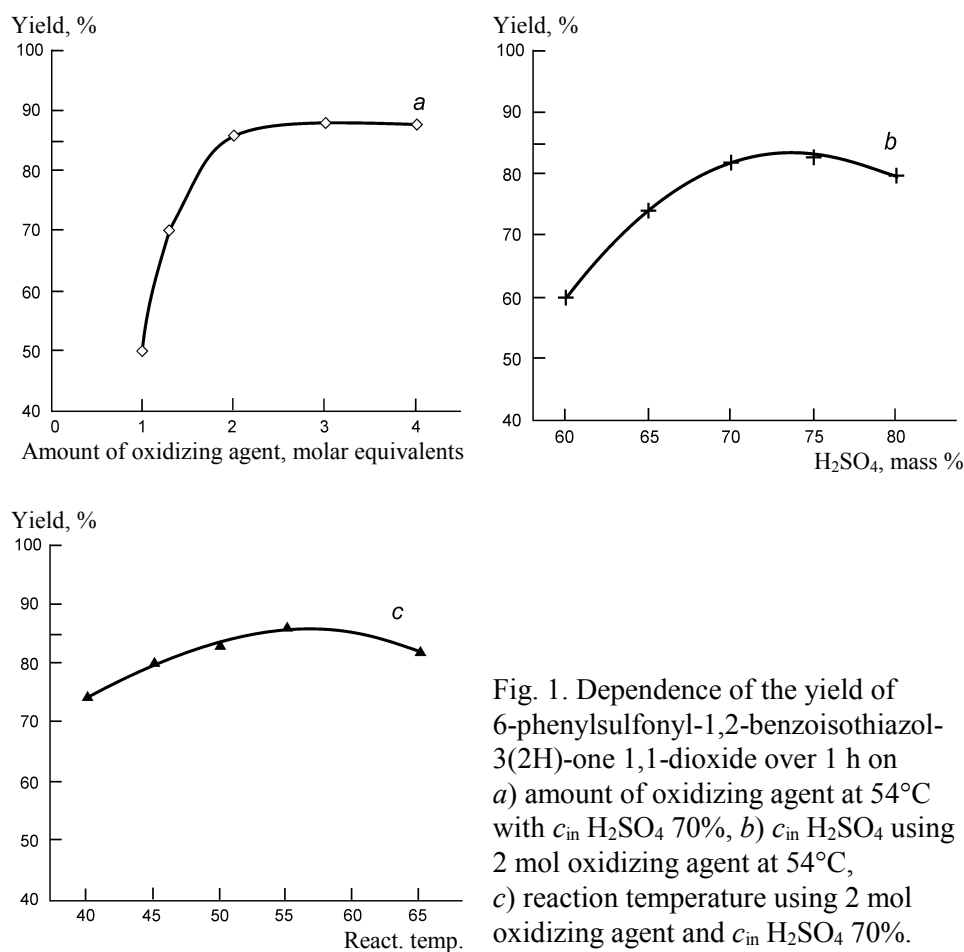 Yield, %
100
90
80
70
60
50
40
a
0 1 2 3 4
Amount of oxidizing agent, molar equivalents
Yield, %
100
90
80
70
60
50
40
b
60 65 70 75 80
H₂SO₄, mass %
Yield, %
100
90
80
70
60
50
40
c
40 45 50 55 60 65
React. temp.
Fig. 1. Dependence of the yield of
6-phenylsulfonyl-1,2-benzoisothiazol-
3(2H)-one 1,1-dioxide over 1 h on
a) amount of oxidizing agent at 54°C
with cᵢₙ H₂SO₄ 70%, b) cᵢₙ H₂SO₄ using
2 mol oxidizing agent at 54°C,
c) reaction temperature using 2 mol
oxidizing agent and cᵢₙ H₂SO₄ 70%.